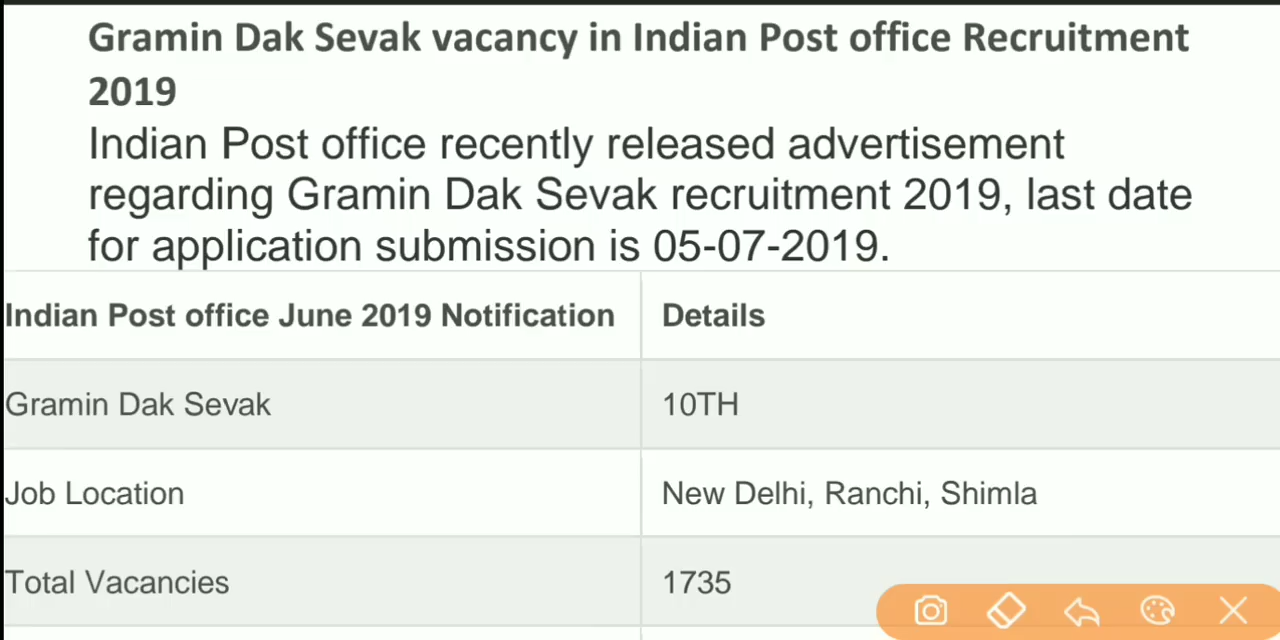 Gramin Dak Sevak vacancy in Indian Post office Recruitment
2019
Indian Post office recently released advertisement
regarding Gramin Dak Sevak recruitment 2019, last date
for application submission is 05-07-2019.
Indian Post office June 2019 Notification Details
Gramin Dak Sevak 10TH
Job Location New Delhi, Ranchi, Shimla
Total Vacancies 1735